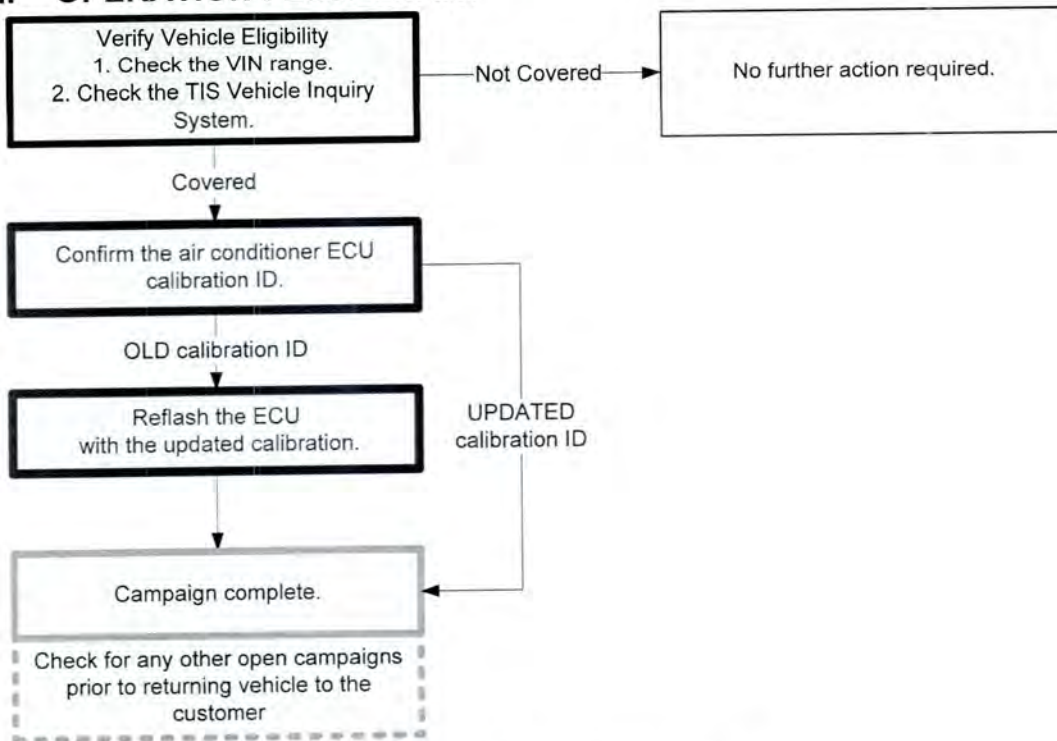 Verify Vehicle Eligibility
1. Check the VIN range.
2. Check the TIS Vehicle Inquiry
System.
Not Covered
No further action required.
Covered
Confirm the air conditioner ECU
calibration ID.
OLD calibration ID
Reflash the ECU
with the updated calibration.
UPDATED
calibration ID
Campaign complete.
Check for any other open campaigns
prior to returning vehicle to the
customer